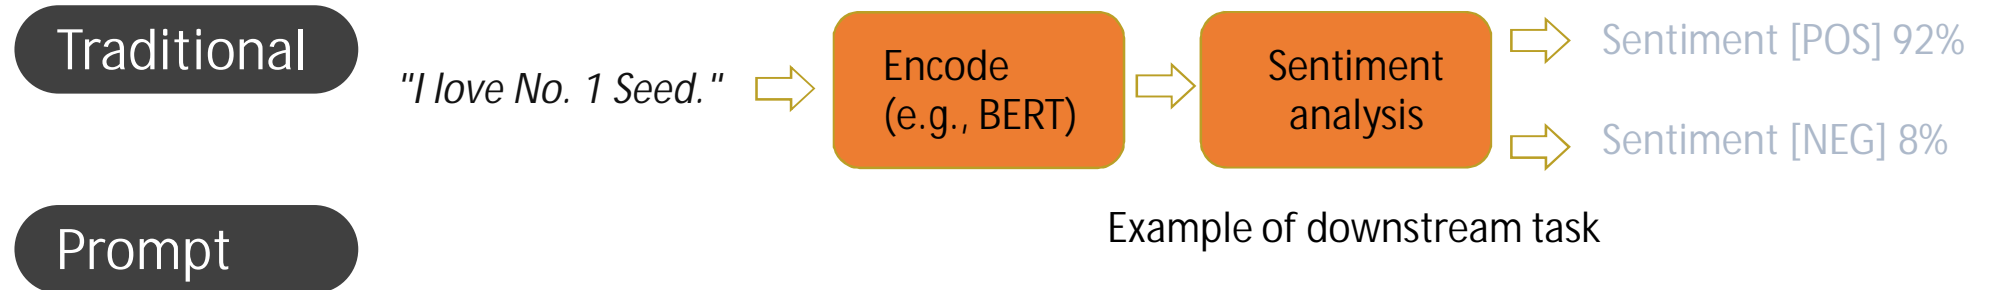 Traditional
"I love No. 1 Seed."
Encode
(e.g., BERT)
Sentiment
analysis
Sentiment [POS] 92%
Sentiment [NEG] 8%
Example of downstream task
Prompt